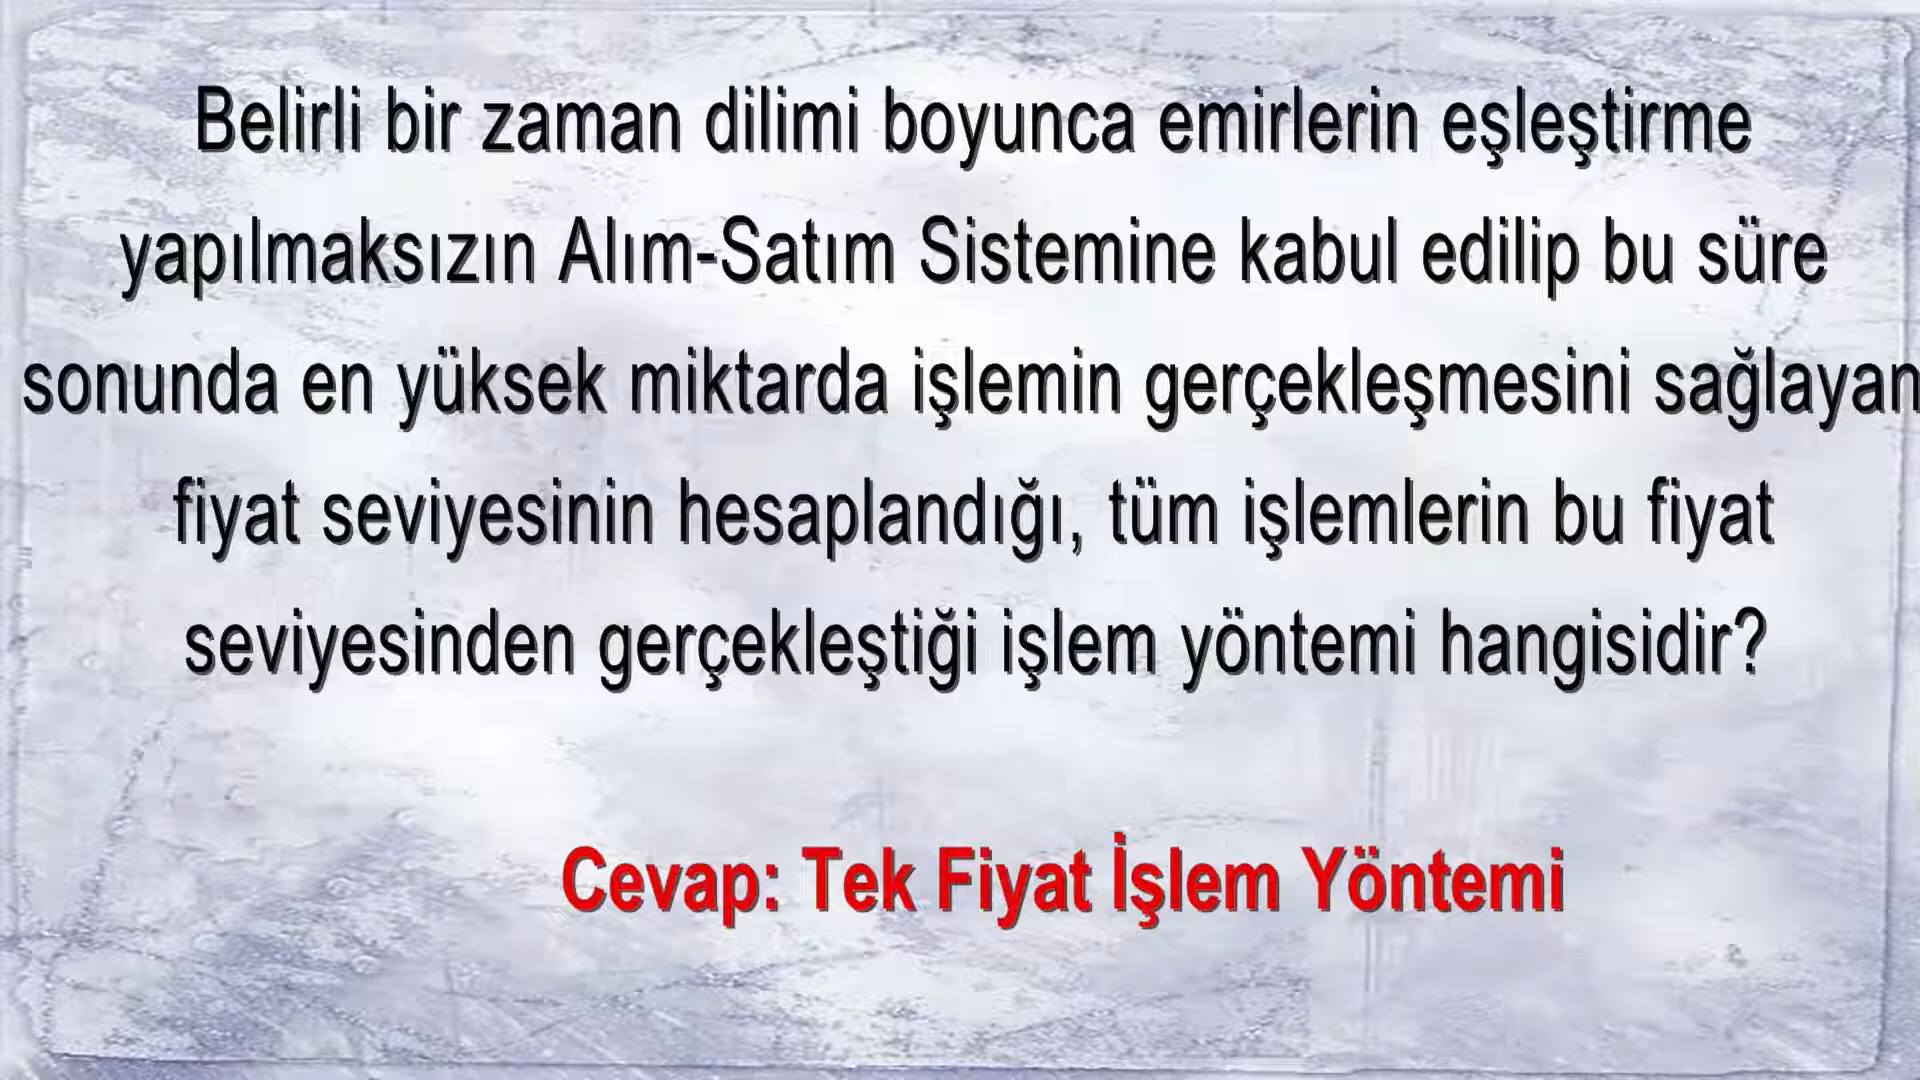 Belirli bir zaman dilimi boyunca emirlerin eşleştirme
yapılmaksızın Alım-Satım Sistemine kabul edilip bu süre
sonunda en yüksek miktarda işlemin gerçekleşmesini sağlayan
fiyat seviyesinin hesaplandığı, tüm işlemlerin bu fiyat
seviyesinden gerçekleştiği işlem yöntemi hangisidir?
Cevap: Tek Fiyat İşlem Yöntemi